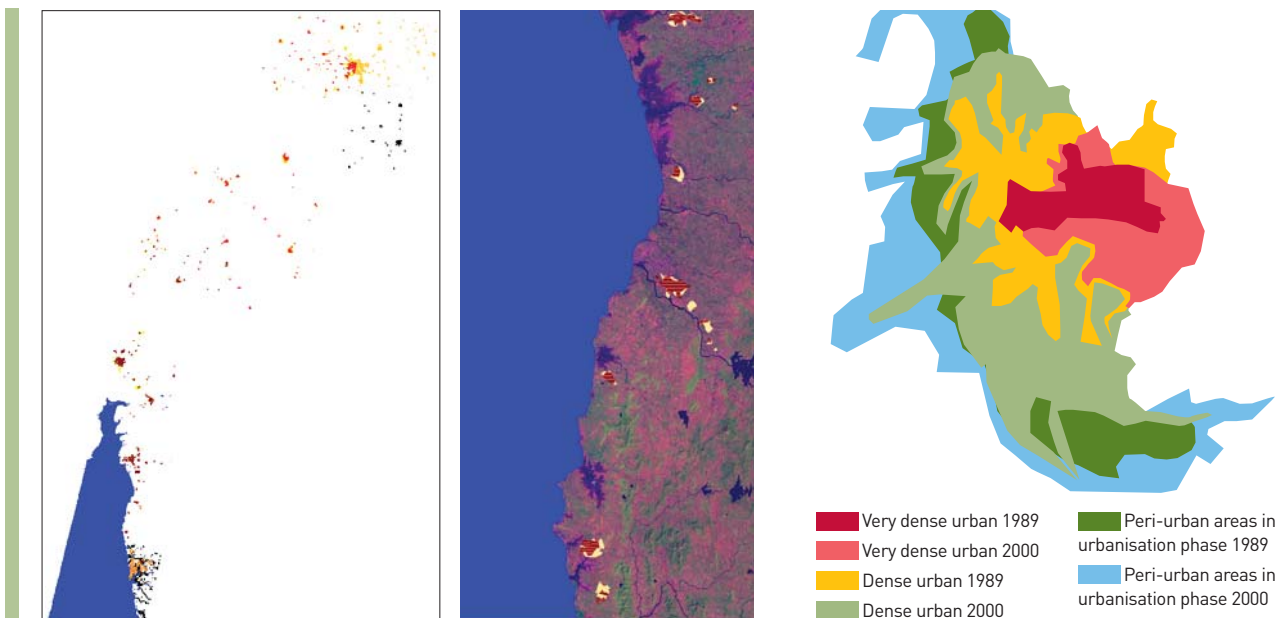 Very dense urban 1989
Very dense urban 2000
Dense urban 1989
Dense urban 2000
Peri-urban areas in
urbanisation phase 1989
Peri-urban areas in
urbanisation phase 2000